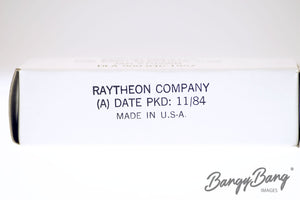 RAYTHEON COMPANY
(A) DATE PKD: 11/84
MADE IN U.S.A.
BangyBang
IMAGES